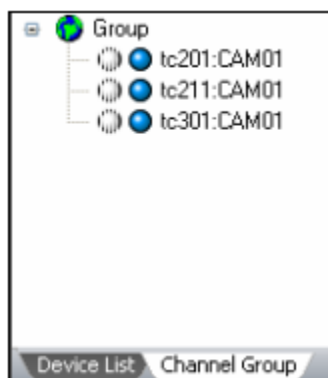 Group
tc201:CAM01
tc211:CAM01
tc301:CAM01
Device List Channel Group